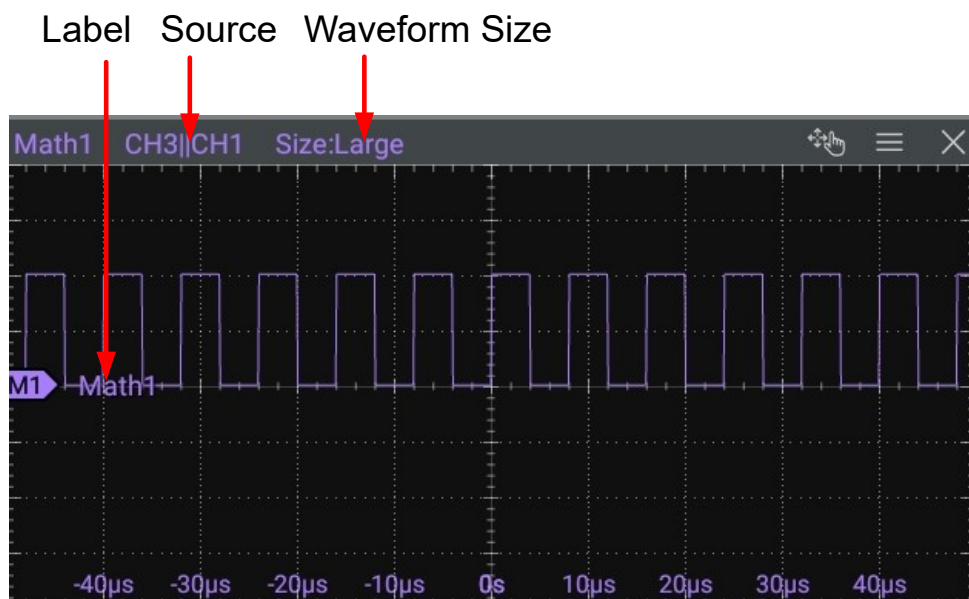 Label Source Waveform Size
Math1 CH3||CH1 Size:Large
M1 Math1
-40µs -30µs -20µs -10µs 0s 10µs 20µs 30µs 40µs